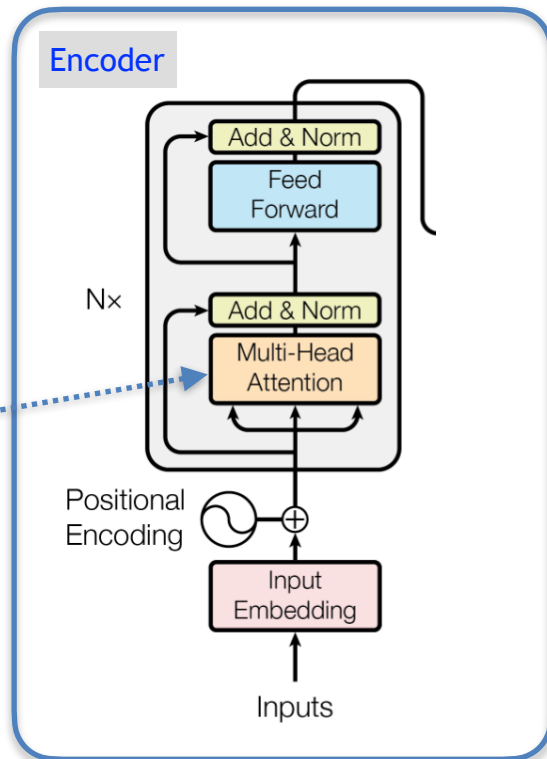 Encoder
Add & Norm
Feed
Forward
N×
Add & Norm
Multi-Head
Attention
Positional
Encoding
Input
Embedding
Inputs